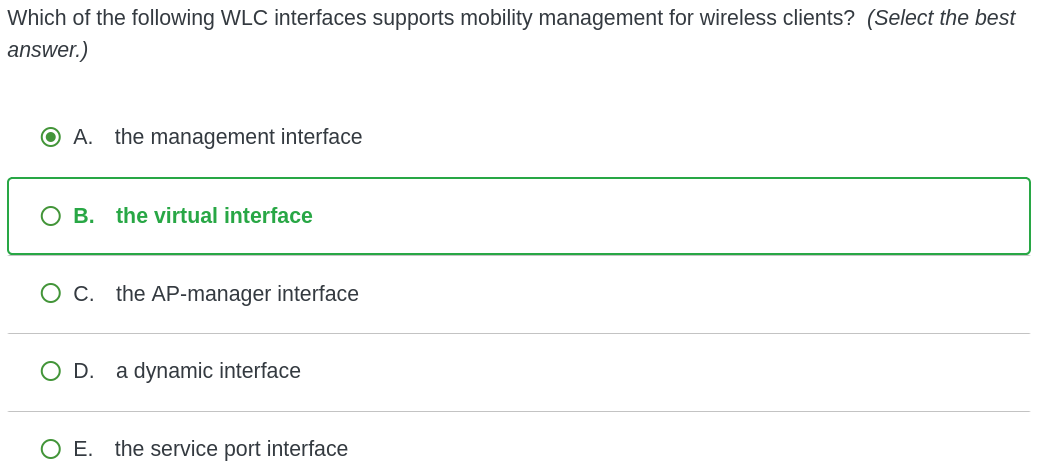 Which of the following WLC interfaces supports mobility management for wireless clients? (Select the best
answer.)
A. the management interface
B. the virtual interface
C. the AP-manager interface
D. a dynamic interface
E. the service port interface